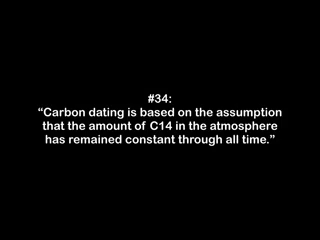 #34:
“Carbon dating is based on the assumption
that the amount of C14 in the atmosphere
has remained constant through all time.”